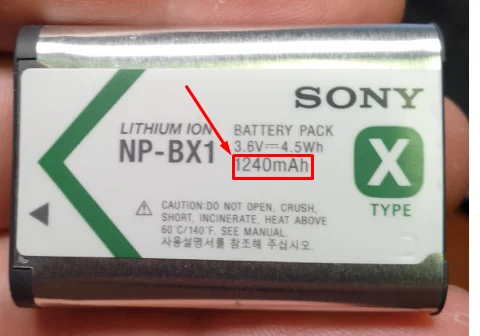 SONY
LITHIUM ION BATTERY PACK
NP-BX1 3.6V⎓4.5Wh
1240mAh
X
TYPE
CAUTION:DO NOT OPEN, CRUSH,
SHORT, INCINERATE, HEAT ABOVE
60°C/140°F. SEE MANUAL.
사용설명서를 참조해 주십시오.